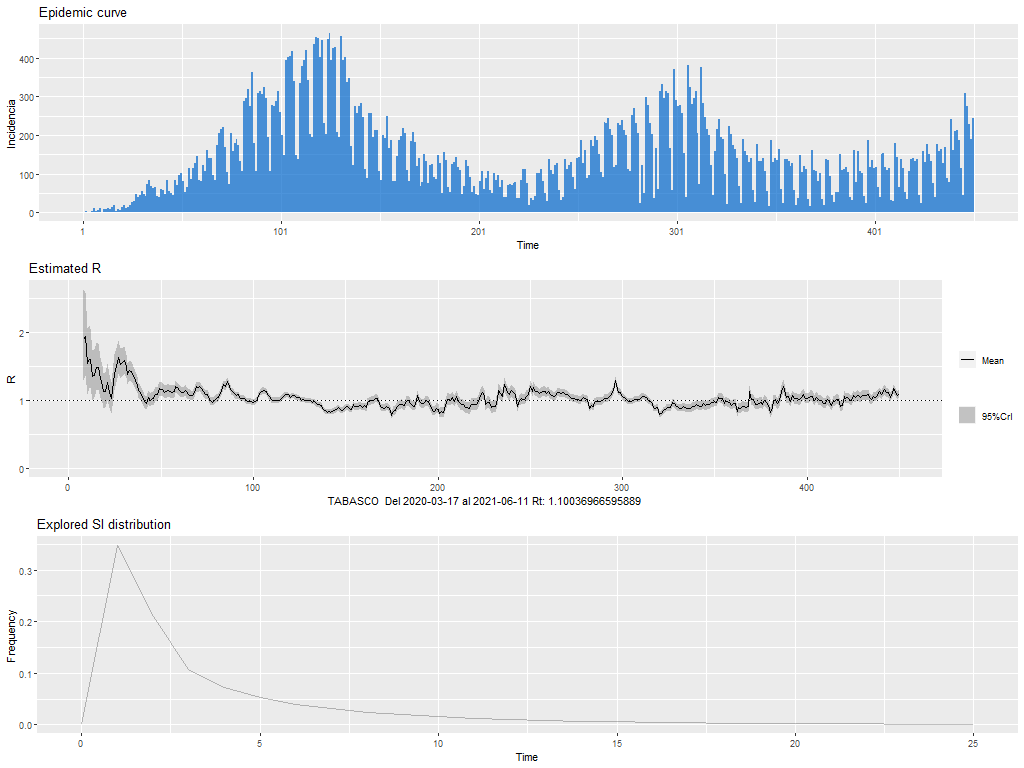 Epidemic curve
Incidencia
400
300
200
100
0
1
101
201
301
401
Time
Estimated R
R
2
1
0
0
100
200
300
400
TABASCO  Del 2020-03-17 al 2021-06-11 Rt: 1.10036966595889
Mean
95%CrI
Explored SI distribution
Frequency
0.3
0.2
0.1
0.0
0
5
10
15
20
25
Time